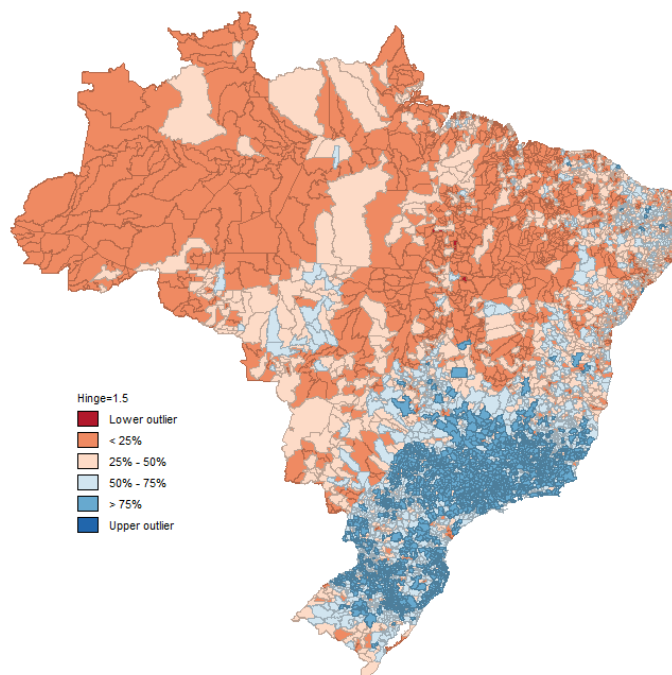 Hinge=1.5
Lower outlier
< 25%
25% - 50%
50% - 75%
> 75%
Upper outlier